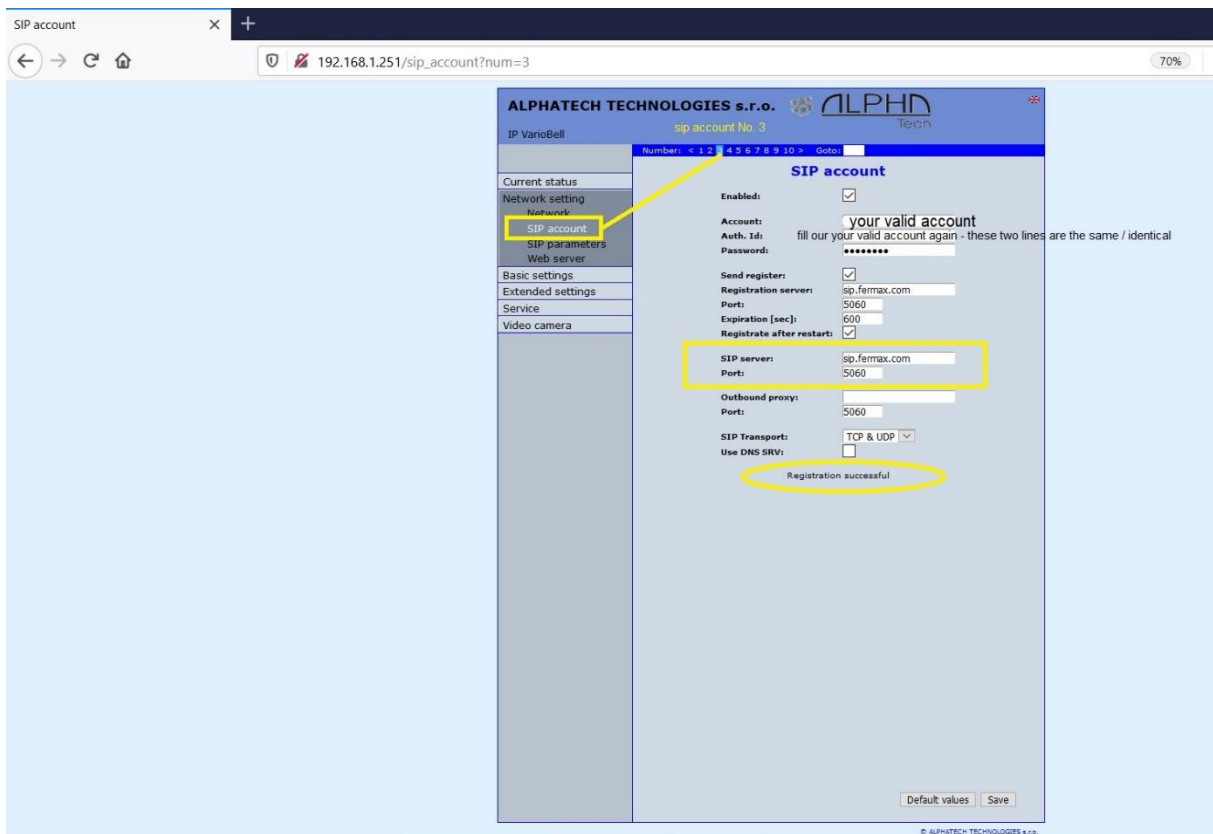 SIP account
192.168.1.251/sip_account?num=3
70%
ALPHATECH TECHNOLOGIES s.r.o.
ALPHA
Tech
IP VarioBell
sip account No. 3
Number: < 1 2 3 4 5 6 7 8 9 10 > Goto:
SIP account
Current status
Network setting
Network
SIP account
SIP parameters
Web server
Basic settings
Extended settings
Service
Video camera
Enabled:
Account: your valid account
Auth. Id: fill our your valid account again - these two lines are the same / identical
Password: ••••••••
Send register:
Registration server: sip.fermax.com
Port: 5060
Expiration [sec]: 600
Registrate after restart:
SIP server: sip.fermax.com
Port: 5060
Outbound proxy:
Port: 5060
SIP Transport: TCP & UDP
Use DNS SRV:
Registration successful
Default values Save
© ALPHATECH TECHNOLOGIES s.r.o.